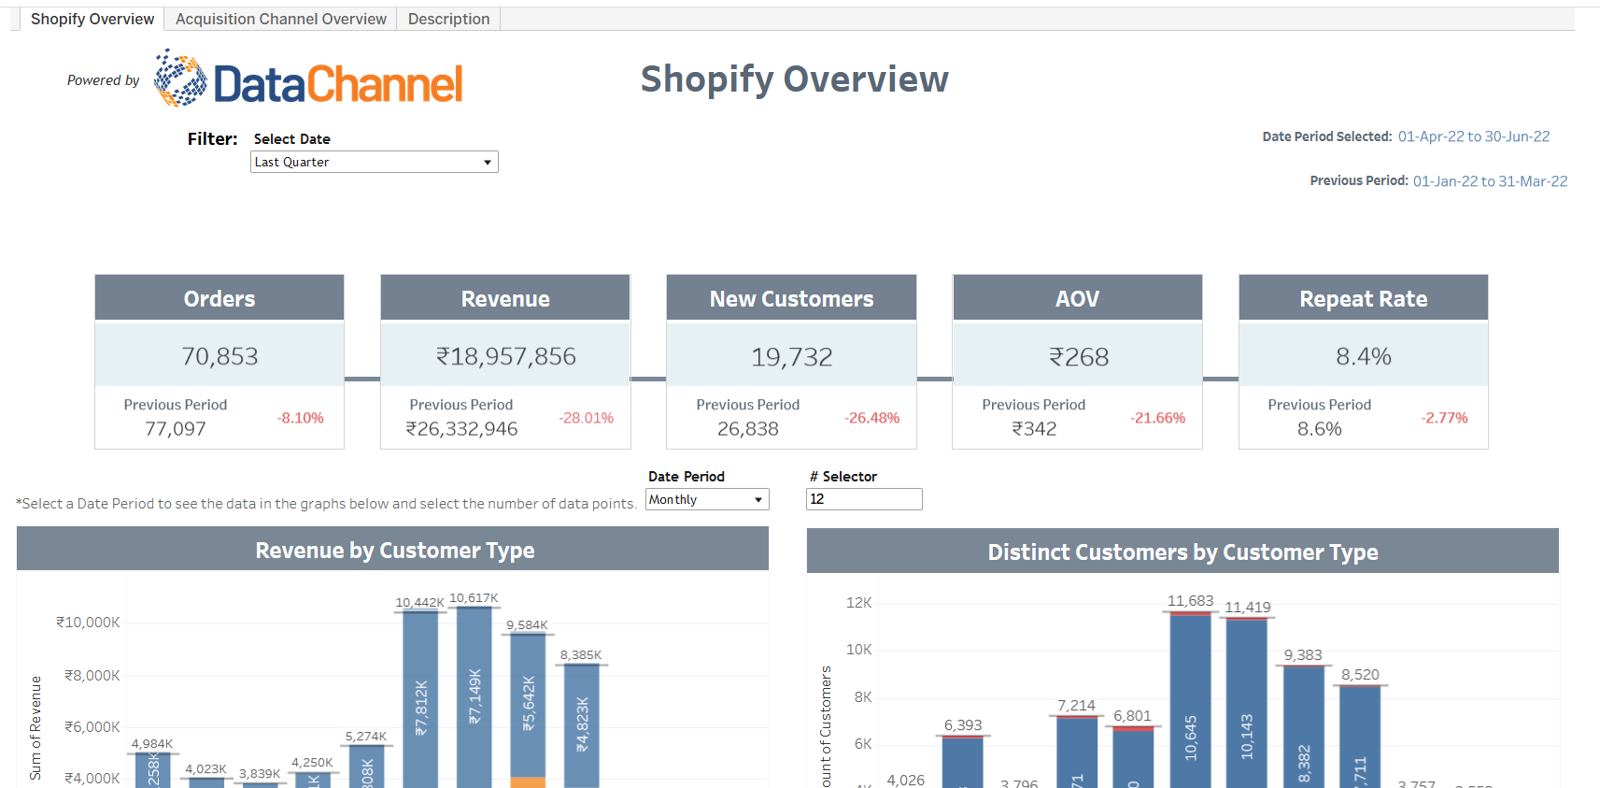 Shopify Overview
Acquisition Channel Overview
Description
Powered by
DataChannel
Shopify Overview
Filter:
Select Date
Last Quarter
Date Period Selected: 01-Apr-22 to 30-Jun-22
Previous Period: 01-Jan-22 to 31-Mar-22
Orders
70,853
Previous Period
77,097
-8.10%
Revenue
₹18,957,856
Previous Period
₹26,332,946
-28.01%
New Customers
19,732
Previous Period
26,838
-26.48%
AOV
₹268
Previous Period
₹342
-21.66%
Repeat Rate
8.4%
Previous Period
8.6%
-2.77%
*Select a Date Period to see the data in the graphs below and select the number of data points.
Date Period
Monthly
# Selector
12
Revenue by Customer Type
Sum of Revenue
₹10,000K
₹8,000K
₹6,000K
₹4,000K
4,984K
4,023K
3,839K
4,250K
5,274K
10,442K
10,617K
9,584K
8,385K
₹7,812K
₹7,149K
₹5,642K
₹4,823K
Distinct Customers by Customer Type
12K
10K
8K
6K
4,026
6,393
3,796
7,214
6,801
11,683
11,419
9,383
8,520
3,757
10,645
10,143
8,382